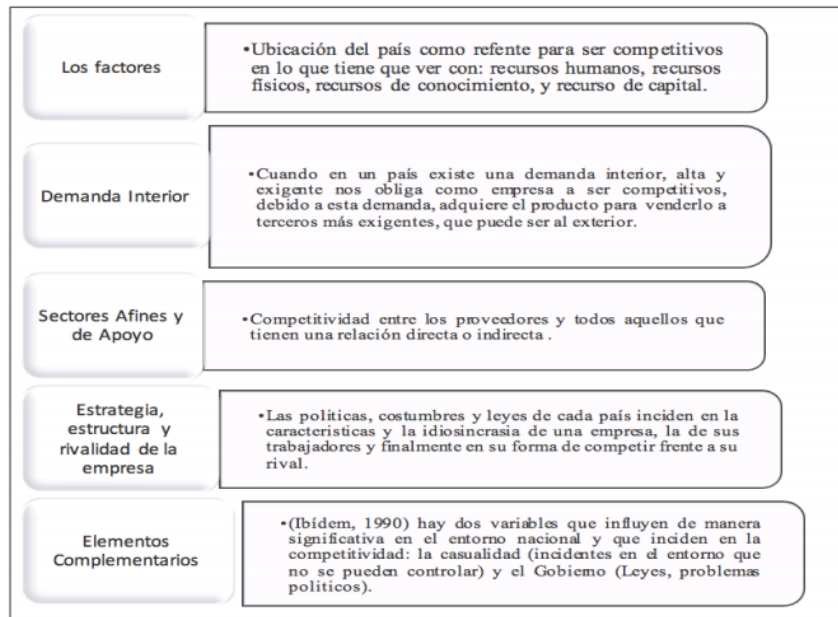 Los factores
•Ubicación del país como refente para ser competitivos
en lo que tiene que ver con: recursos humanos, recursos
físicos, recursos de conocimiento, y recurso de capital.
Demanda Interior
•Cuando en un país existe una demanda interior, alta y
exigente nos obliga como empresa a ser competitivos,
debido a esta demanda, adquiere el producto para venderlo a
terceros más exigentes, que puede ser al exterior.
Sectores Afines y
de Apoyo
•Competitividad entre los proveedores y todos aquellos que
tienen una relación directa o indirecta .
Estrategia,
estructura y
rivalidad de la
empresa
•Las politicas, costumbres y leyes de cada país inciden en la
caracteristicas y la idiosincrasia de una empresa, la de sus
trabajadores y finalmente en su forma de competir frente a su
rival.
Elementos
Complementarios
•(Ibídem, 1990) hay dos variables que influyen de manera
significativa en el entorno nacional y que inciden en la
competitividad: la casualidad (incidentes en el entorno que
no se pueden controlar) y el Gobierno (Leyes, problemas
politicos).